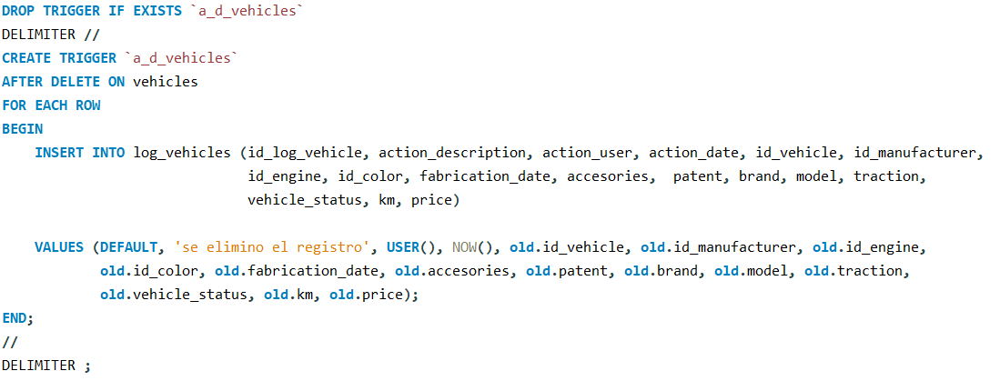 DROP TRIGGER IF EXISTS `a_d_vehicles`
DELIMITER //
CREATE TRIGGER `a_d_vehicles`
AFTER DELETE ON vehicles
FOR EACH ROW
BEGIN
    INSERT INTO log_vehicles (id_log_vehicle, action_description, action_user, action_date, id_vehicle, id_manufacturer,
                              id_engine, id_color, fabrication_date, accesories,  patent, brand, model, traction,
                              vehicle_status, km, price)

    VALUES (DEFAULT, 'se elimino el registro', USER(), NOW(), old.id_vehicle, old.id_manufacturer, old.id_engine,
            old.id_color, old.fabrication_date, old.accesories, old.patent, old.brand, old.model, old.traction,
            old.vehicle_status, old.km, old.price);
END;
//
DELIMITER ;